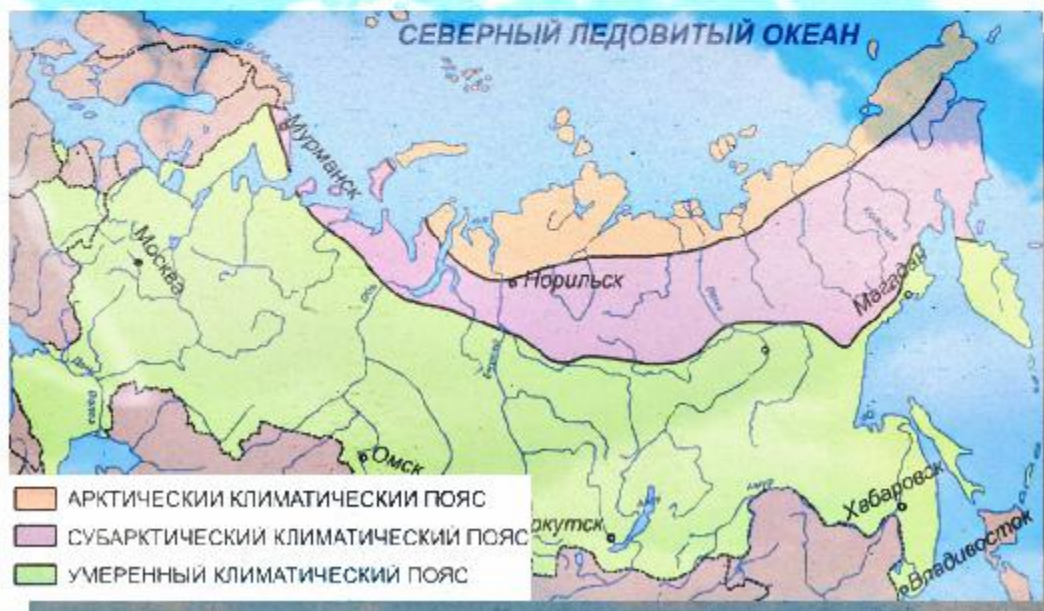 СЕВЕРНЫЙ ЛЕДОВИТЫЙ ОКЕАН
Мурманск
Москва
Норильск
Магадан
Омск
ркутск
Хабаровск
Владивосток
АРКТИЧЕСКИЙ КЛИМАТИЧЕСКИЙ ПОЯС
СУБАРКТИЧЕСКИЙ КЛИМАТИЧЕСКИЙ ПОЯС
УМЕРЕННЫЙ КЛИМАТИЧЕСКИЙ ПОЯС